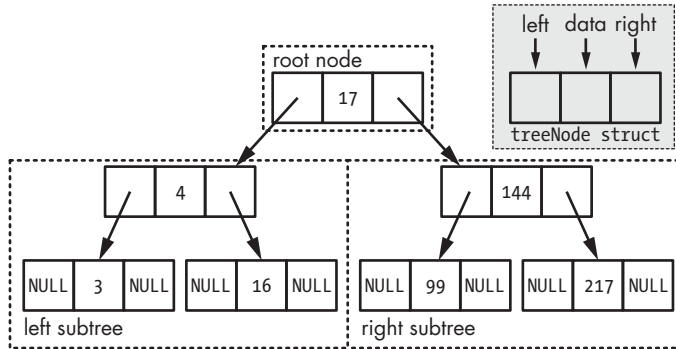 left data right
treeNode struct
root node
17
4
144
NULL 3 NULL
NULL 16 NULL
NULL 99 NULL
NULL 217 NULL
left subtree
right subtree